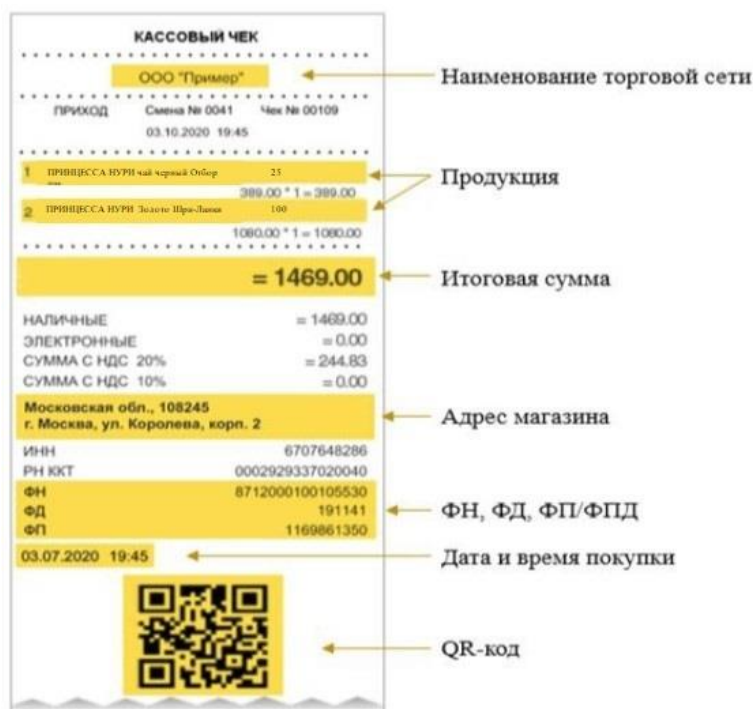 КАССОВЫЙ ЧЕК
ООО "Пример"
Наименование торговой сети
ПРИХОД Смена № 0041 Чек № 00109
03.10.2020 19:45
1 ПРИНЦЕССА НУРИ чай черный Отбор 25
389.00 * 1 = 389.00
Продукция
2 ПРИНЦЕССА НУРИ Золото Шри-Ланки 100
1080.00 * 1 = 1080.00
= 1469.00
Итоговая сумма
НАЛИЧНЫЕ = 1469.00
ЭЛЕКТРОННЫЕ = 0.00
СУММА С НДС 20% = 244.83
СУММА С НДС 10% = 0.00
Московская обл., 108245
г. Москва, ул. Королева, корп. 2
Адрес магазина
ИНН 6707648286
РН ККТ 0002929337020040
ФН 8712000100105530
ФД 191141
ФП 1169861350
ФН, ФД, ФП/ФПД
03.07.2020 19:45
Дата и время покупки
QR-код